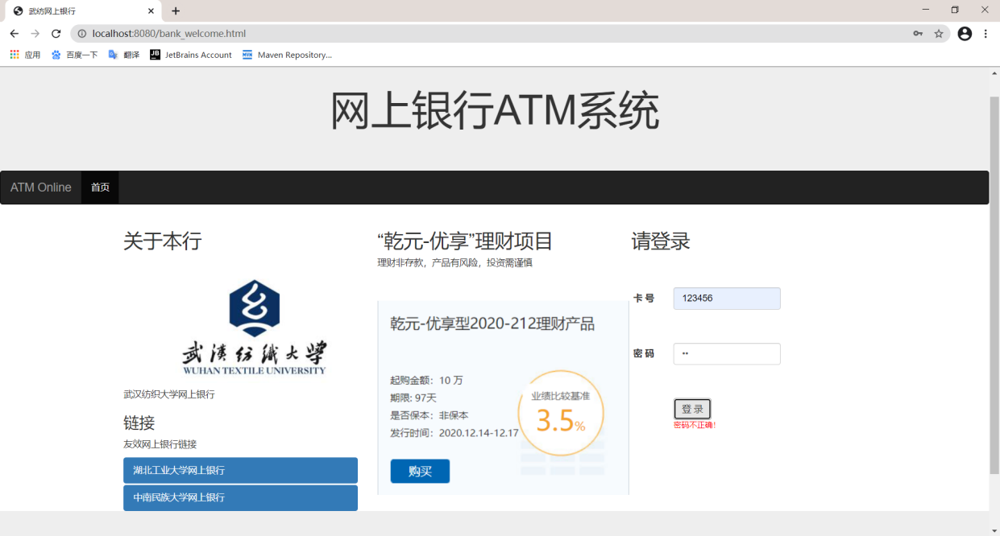 武纺网上银行
localhost:8080/bank_welcome.html
应用
百度一下
翻译
JB
JetBrains Account
MVN
Maven Repository...
网上银行ATM系统
ATM Online
首页
关于本行
武汉纺织大学
WUHAN TEXTILE UNIVERSITY
武汉纺织大学网上银行
链接
友效网上银行链接
湖北工业大学网上银行
中南民族大学网上银行
“乾元-优享”理财项目
理财非存款，产品有风险，投资需谨慎
乾元-优享型2020-212理财产品
起购金额：10 万
期限: 97天
是否保本：非保本
发行时间：2020.12.14-12.17
业绩比较基准
3.5%
购买
请登录
卡 号
123456
密 码
登 录
密码不正确!